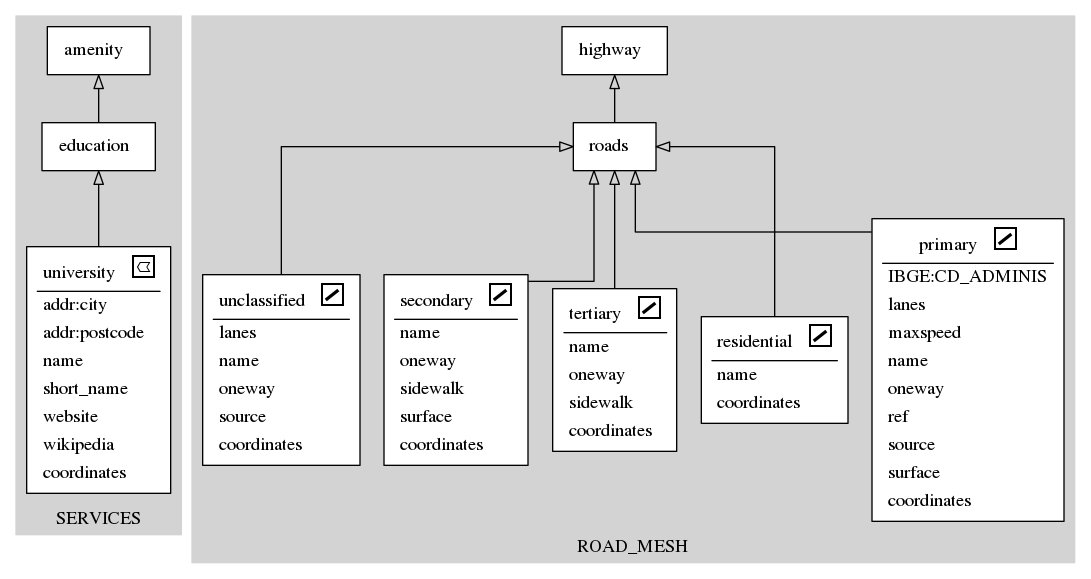 amenity
education
university
addr:city
addr:postcode
name
short_name
website
wikipedia
coordinates
SERVICES
highway
roads
unclassified
lanes
name
oneway
source
coordinates
secondary
name
oneway
sidewalk
surface
coordinates
tertiary
name
oneway
sidewalk
coordinates
residential
name
coordinates
primary
IBGE:CD_ADMINIS
lanes
maxspeed
name
oneway
ref
source
surface
coordinates
ROAD_MESH